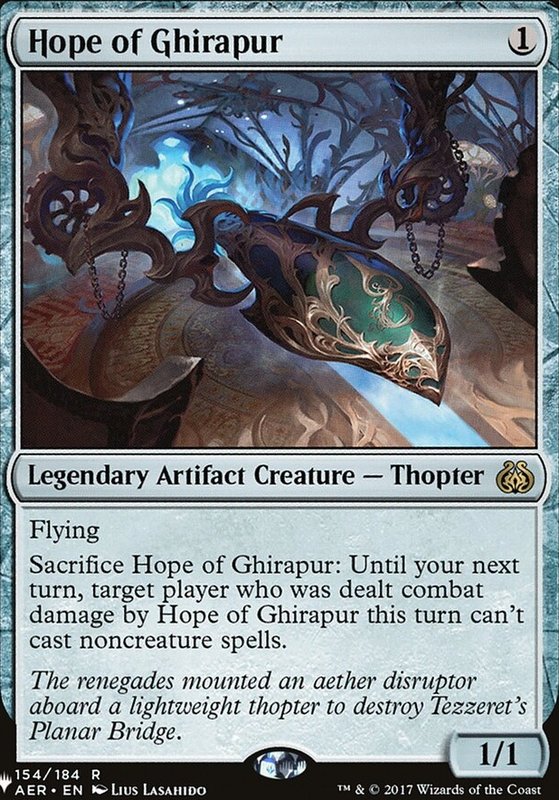 Hope of Ghirapur
1
Legendary Artifact Creature — Thopter
Flying
Sacrifice Hope of Ghirapur: Until your next
turn, target player who was dealt combat
damage by Hope of Ghirapur this turn can't
cast noncreature spells.
The renegades mounted an aether disruptor
aboard a lightweight thopter to destroy Tezzeret's
Planar Bridge.
1/1
154/184 R
AER • EN Lius Lasahido
™ & © 2017 Wizards of the Coast